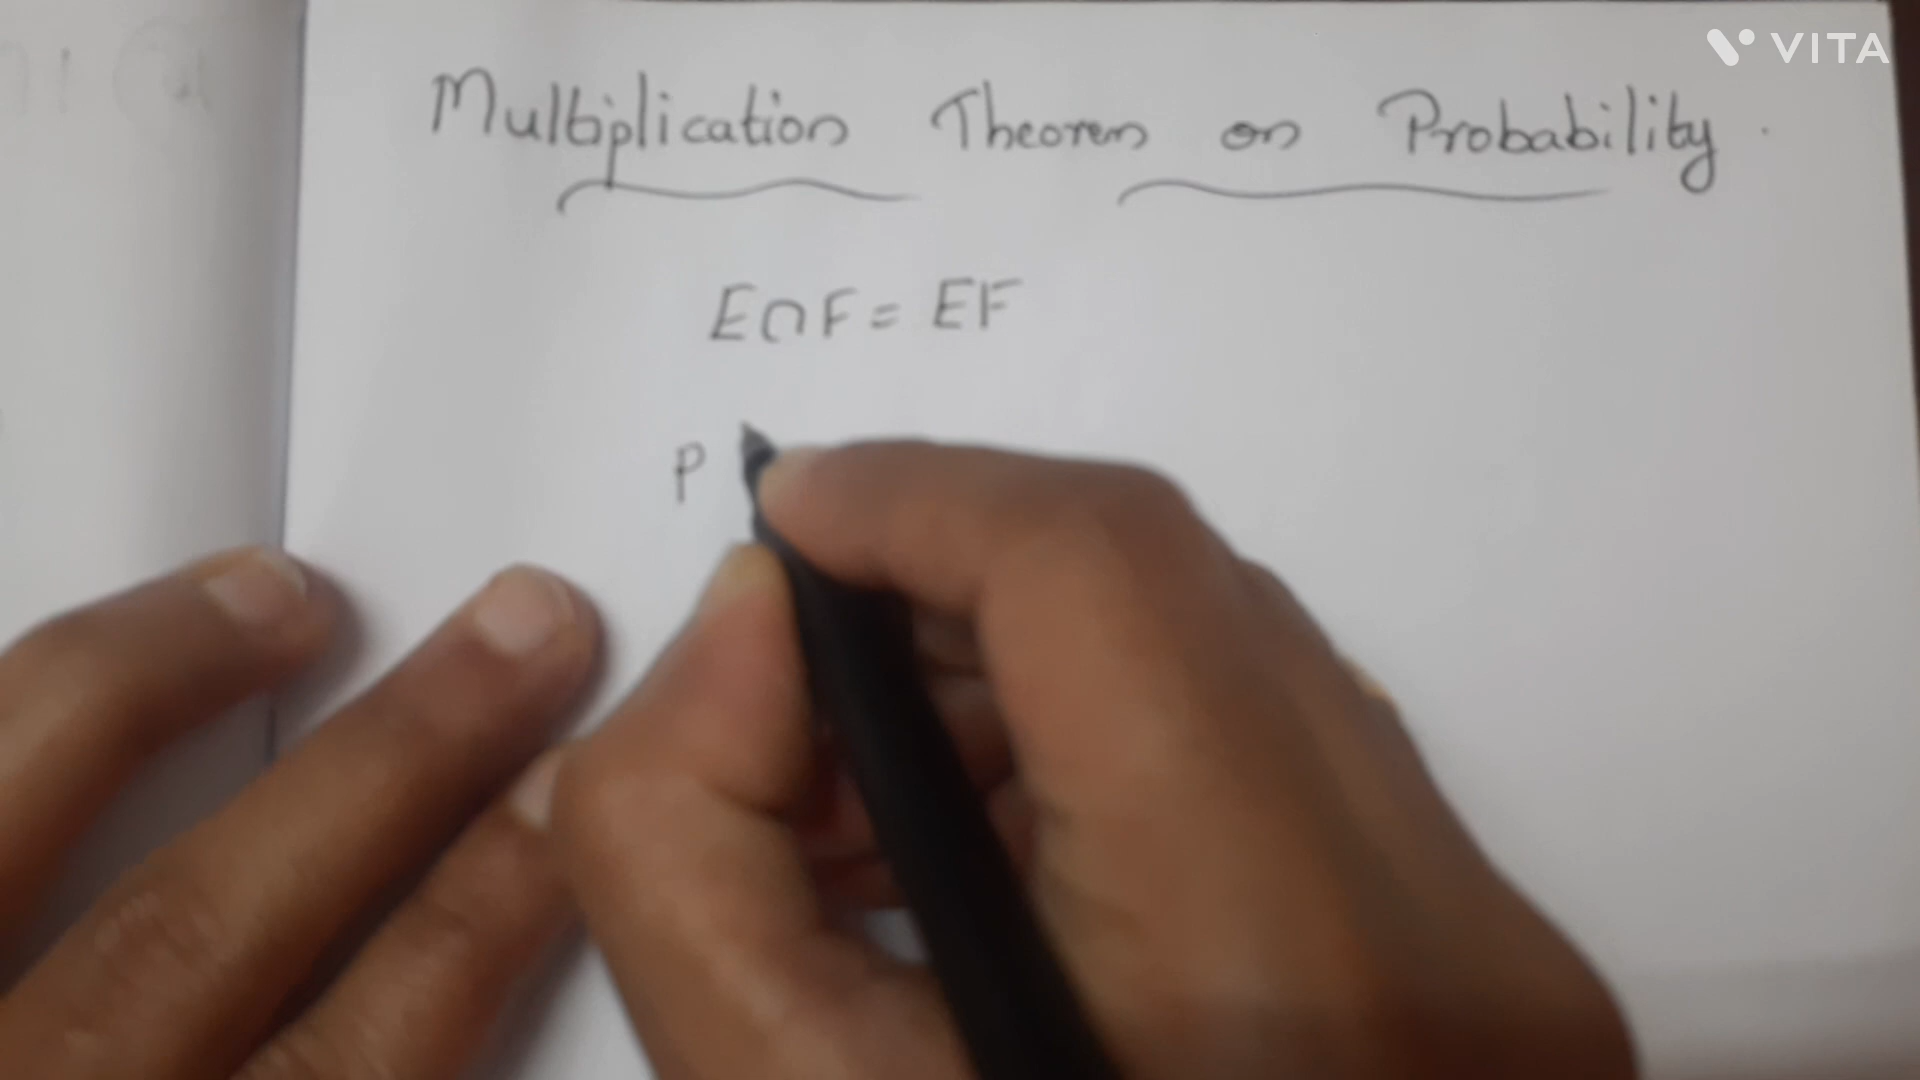 VITA
Multiplication Theorem on Probability.
E∩F = EF
P